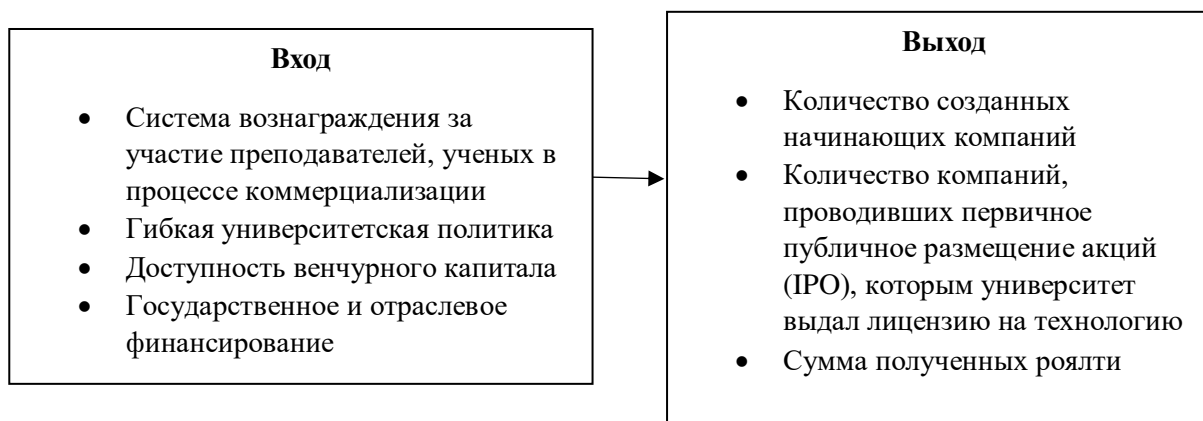 Вход
• Система вознаграждения за
участие преподавателей, ученых в
процессе коммерциализации
• Гибкая университетская политика
• Доступность венчурного капитала
• Государственное и отраслевое
финансирование
Выход
• Количество созданных
начинающих компаний
• Количество компаний,
проводивших первичное
публичное размещение акций
(IPO), которым университет
выдал лицензию на технологию
• Сумма полученных роялти